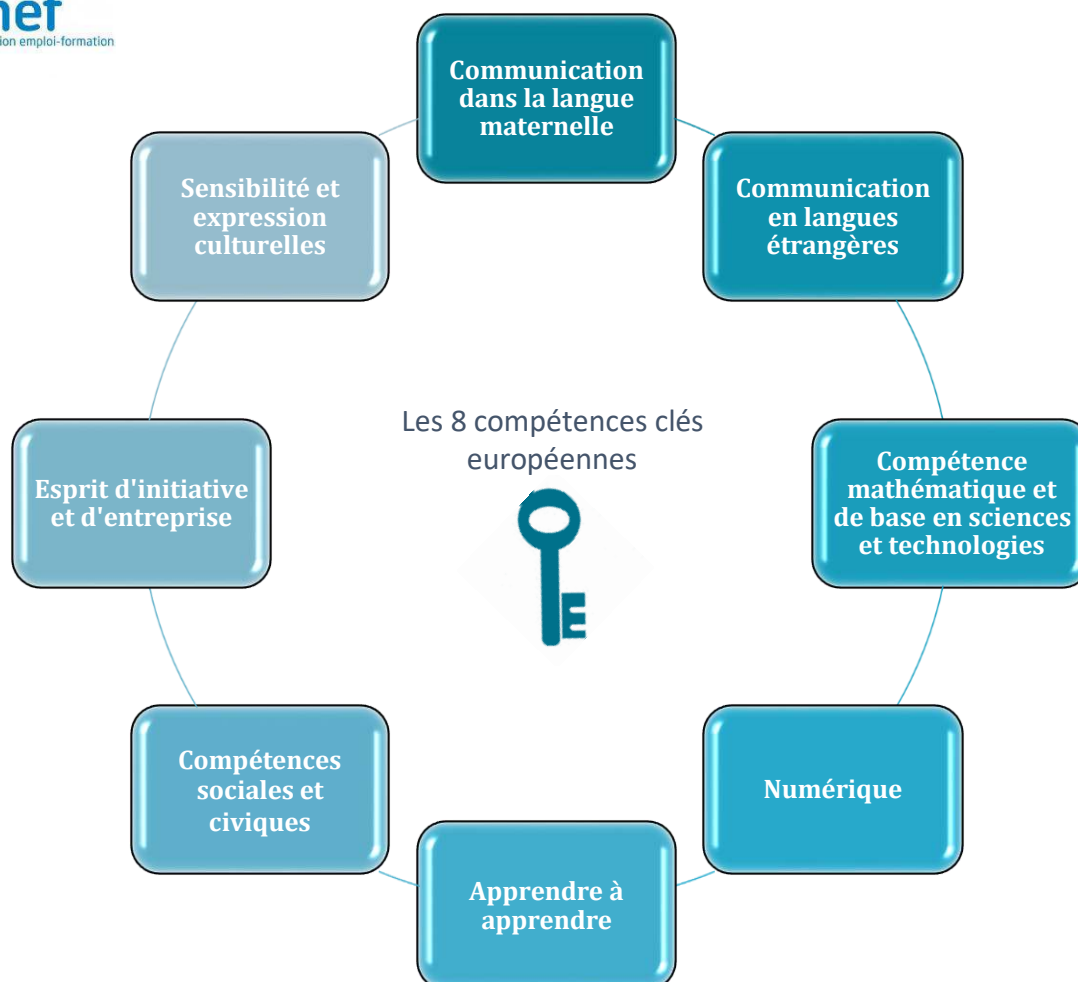 ion emploi-formation
Communication
dans la langue
maternelle
Communication
en langues
étrangères
Compétence
mathématique et
de base en sciences
et technologies
Numérique
Apprendre à
apprendre
Compétences
sociales et
civiques
Esprit d'initiative
et d'entreprise
Sensibilité et
expression
culturelles
Les 8 compétences clés
européennes